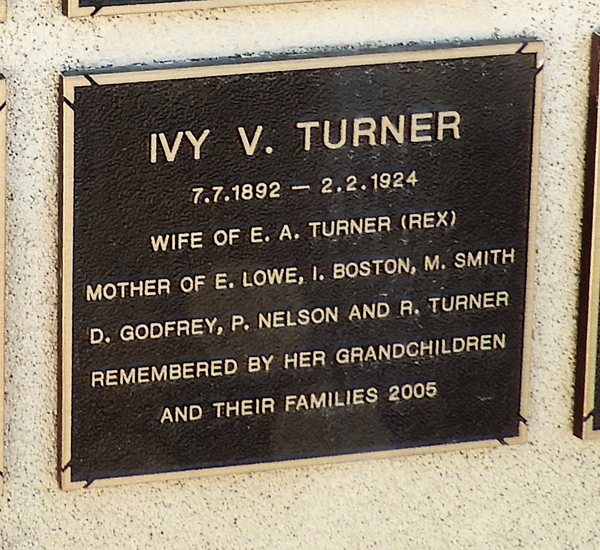 IVY V. TURNER
7.7.1892 — 2.2.1924
WIFE OF E. A. TURNER (REX)
MOTHER OF E. LOWE, I. BOSTON, M. SMITH
D. GODFREY, P. NELSON AND R. TURNER
REMEMBERED BY HER GRANDCHILDREN
AND THEIR FAMILIES 2005